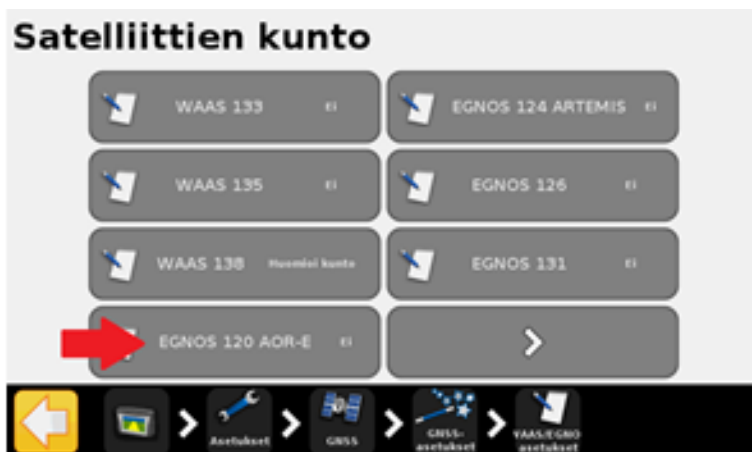 Satelliittien kunto
WAAS 133 Ei
EGNOS 124 ARTEMIS Ei
WAAS 135 Ei
EGNOS 126 Ei
WAAS 138 Huomioi kunto
EGNOS 131 Ei
EGNOS 120 AOR-E Ei
Asetukset
GNSS
GNSS-
asetukset
WAAS/EGNO
asetukset